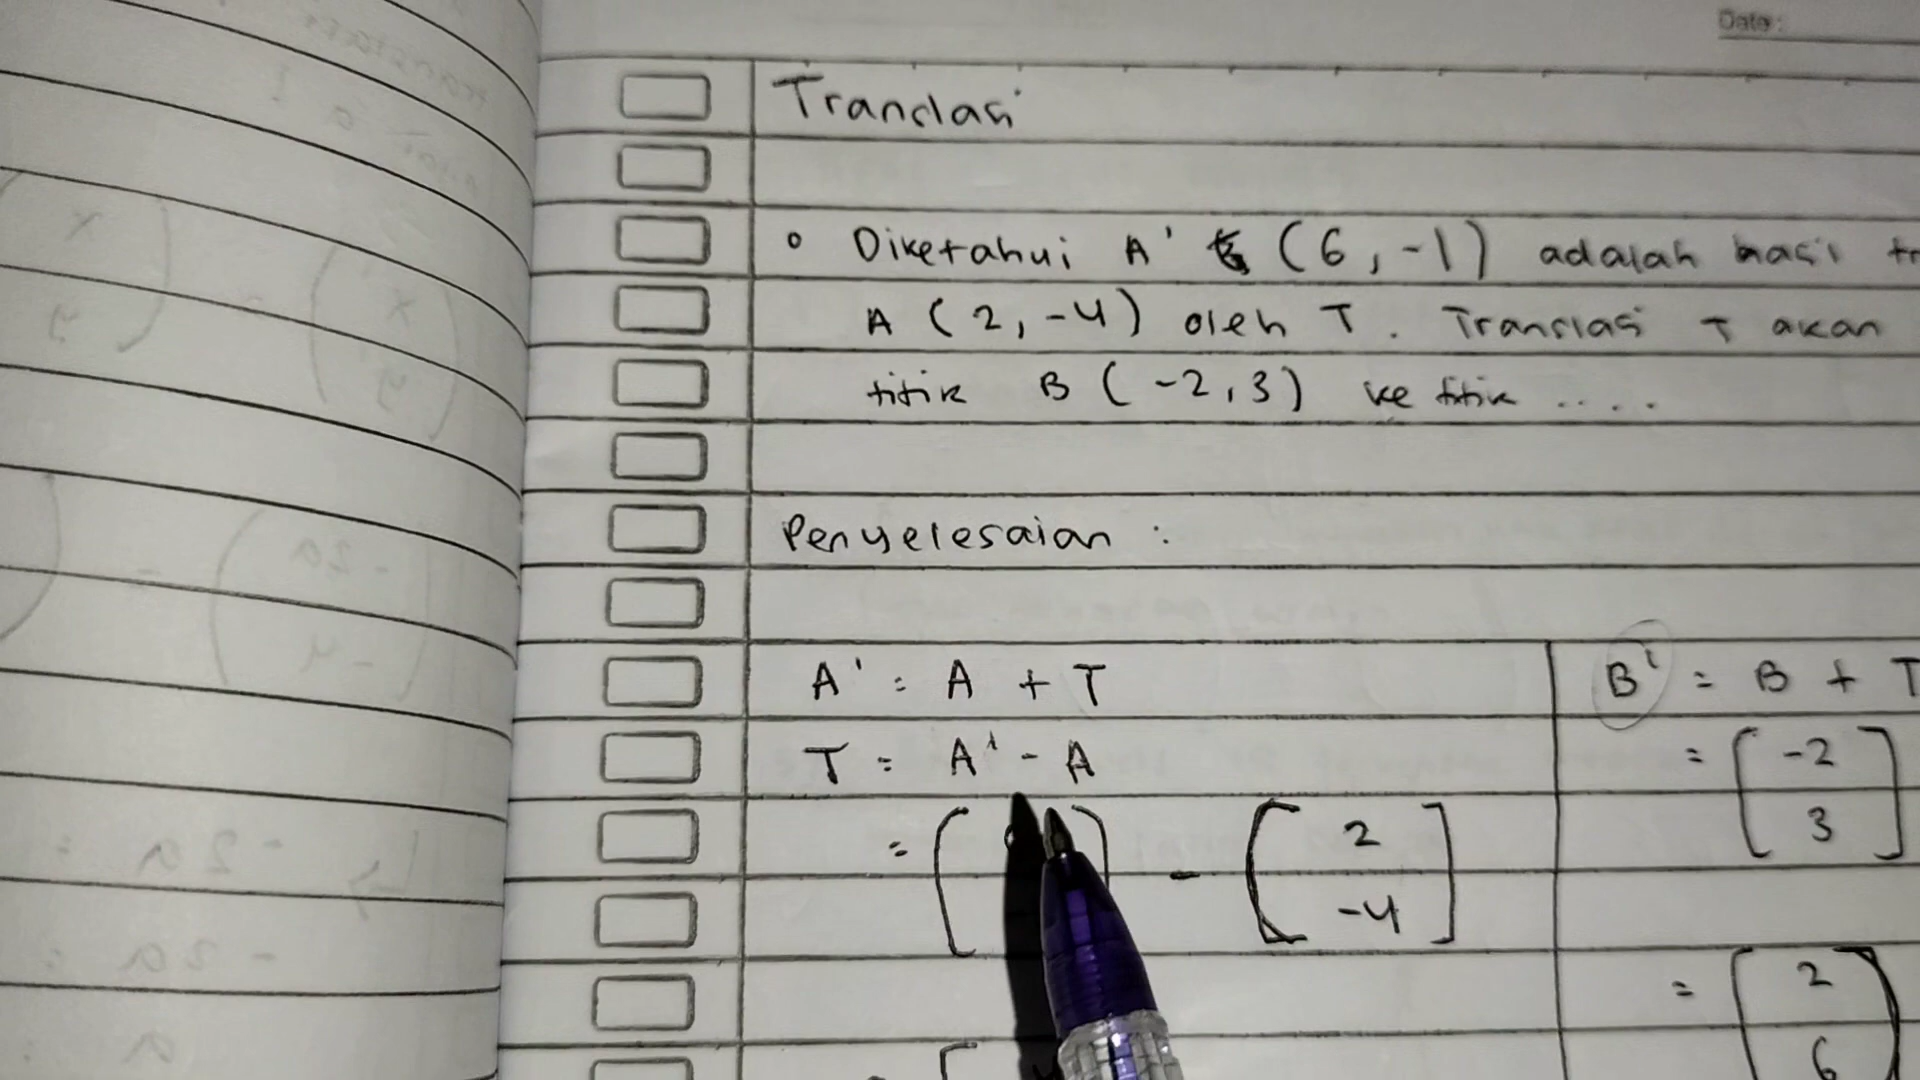 Date:
Translasi
o Diketahui A' (6, -1) adalah hasil tr
A (2, -4) oleh T. Translasi T akan
titik B (-2, 3) ke titik ....
Penyelesaian :
A' = A + T
T = A' - A
= - [2
-4]
B' = B + T
= [-2
3]
= [2
6